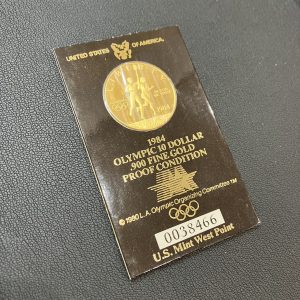 UNITED STATES OF AMERICA.
1984
OLYMPIC 10 DOLLAR
.900 FINE GOLD
PROOF CONDITION
© 1980 L.A. Olympic Organizing Committee™
0038466
U.S. Mint West Point